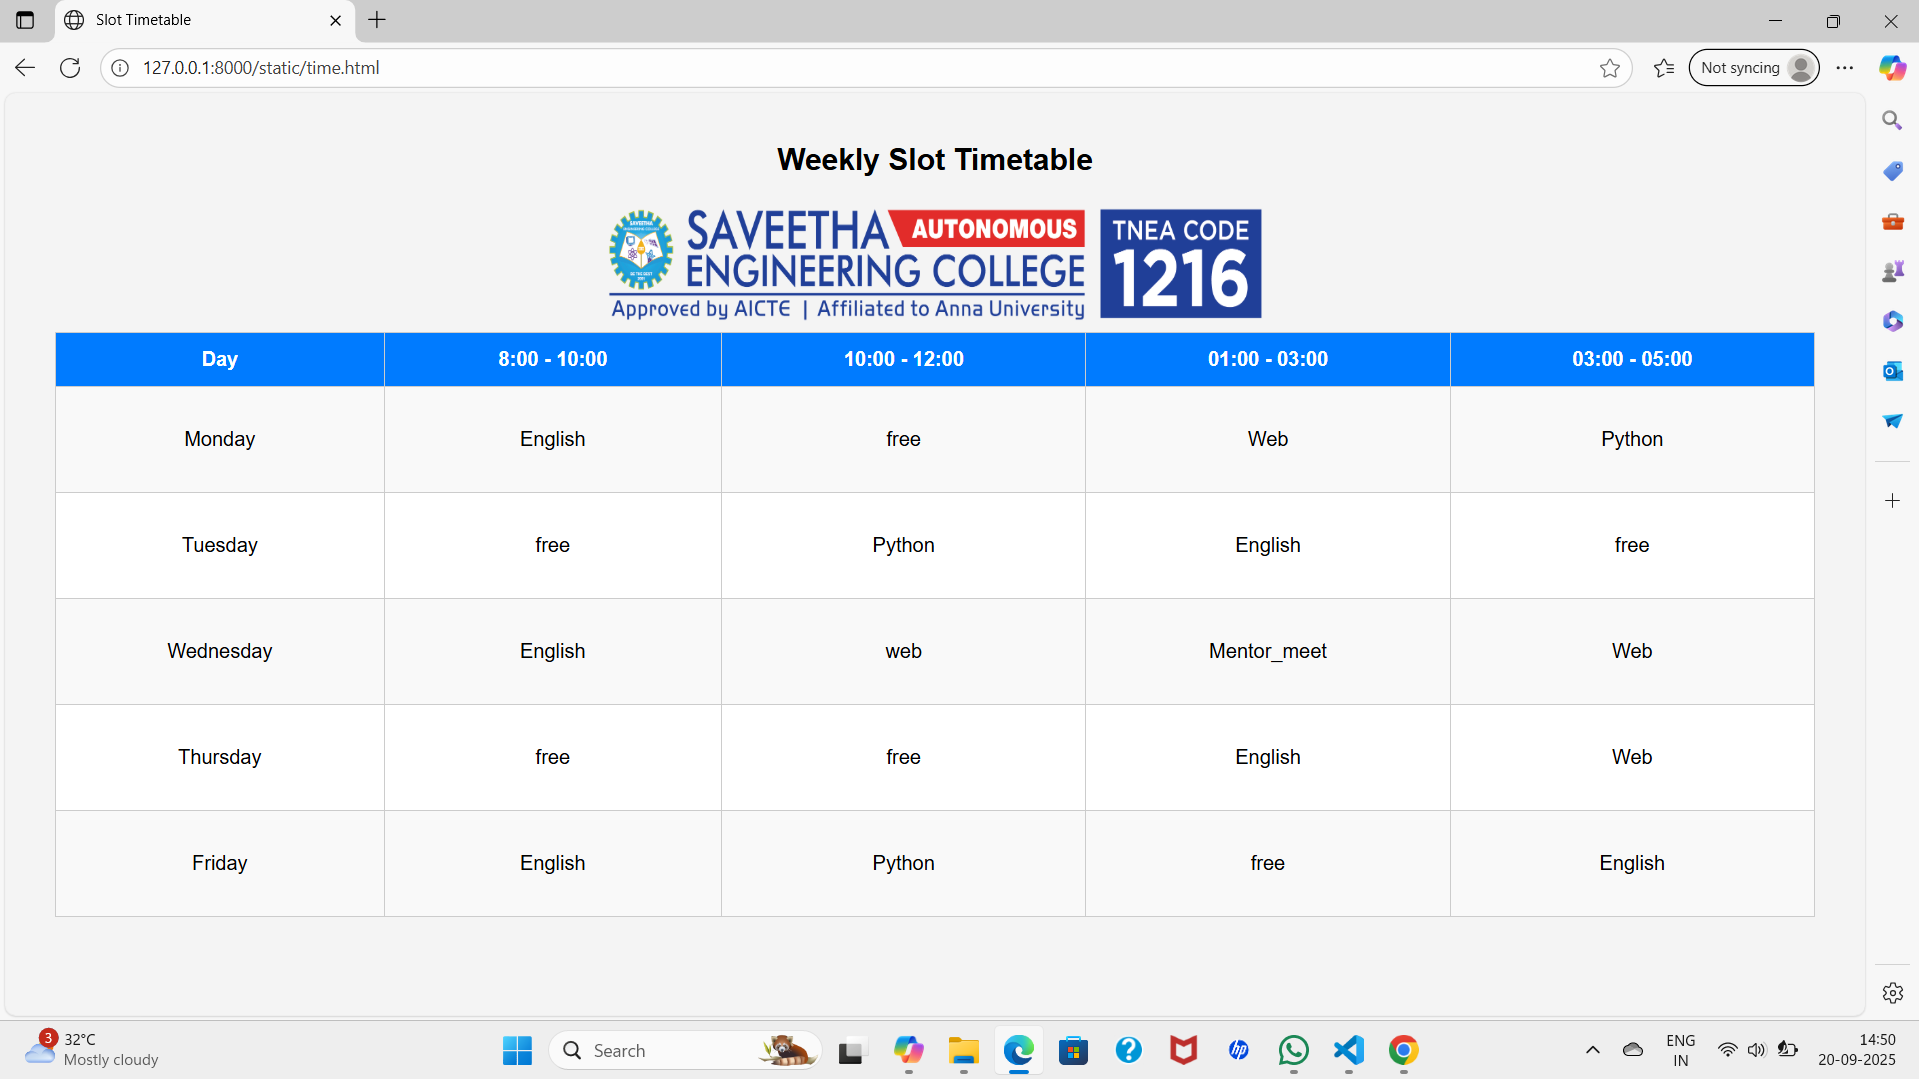 Slot Timetable
127.0.0.1:8000/static/time.html
Not syncing
Weekly Slot Timetable
SAVEETHA AUTONOMOUS
ENGINEERING COLLEGE
Approved by AICTE | Affiliated to Anna University
TNEA CODE
1216
Day 8:00 - 10:00 10:00 - 12:00 01:00 - 03:00 03:00 - 05:00
Monday English free Web Python
Tuesday free Python English free
Wednesday English web Mentor_meet Web
Thursday free free English Web
Friday English Python free English
3
32°C
Mostly cloudy
Search
hp
ENG
IN
14:50
20-09-2025